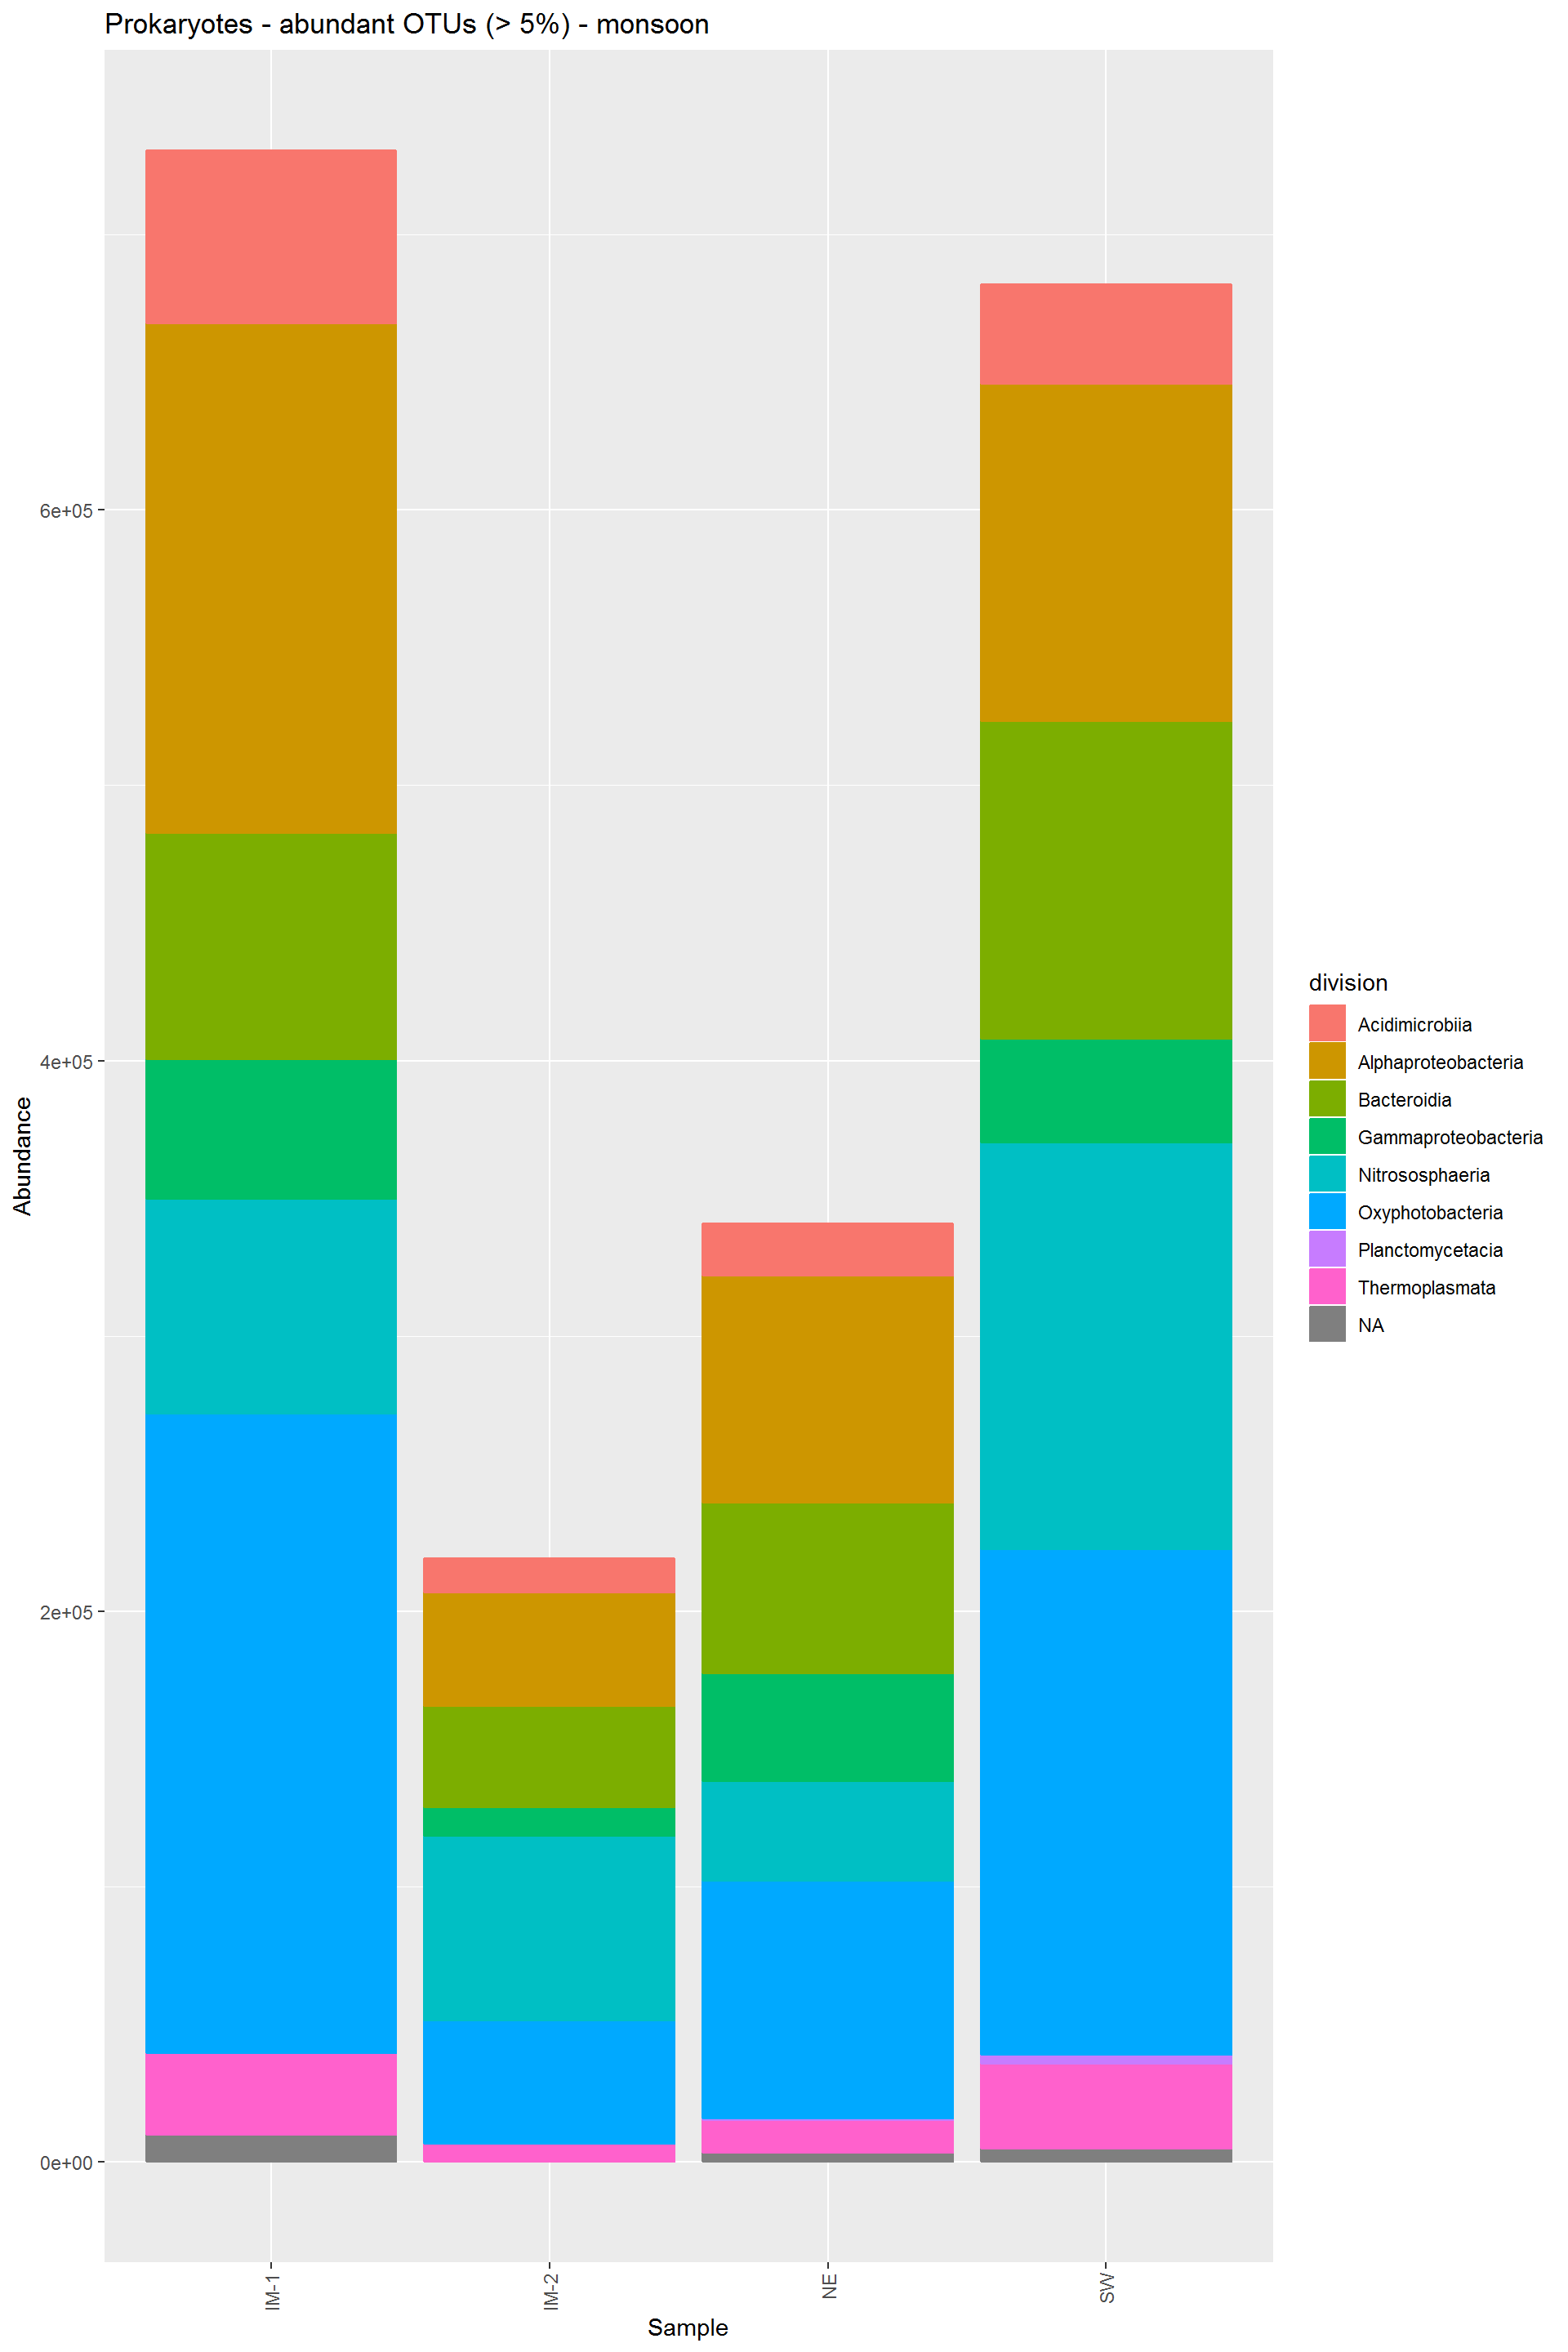 Prokaryotes - abundant OTUs (> 5%) - monsoon
6e+05
4e+05
2e+05
0e+00
Abundance
IM-1
IM-2
NE
SW
Sample
division
Acidimicrobiia
Alphaproteobacteria
Bacteroidia
Gammaproteobacteria
Nitrososphaeria
Oxyphotobacteria
Planctomycetacia
Thermoplasmata
NA